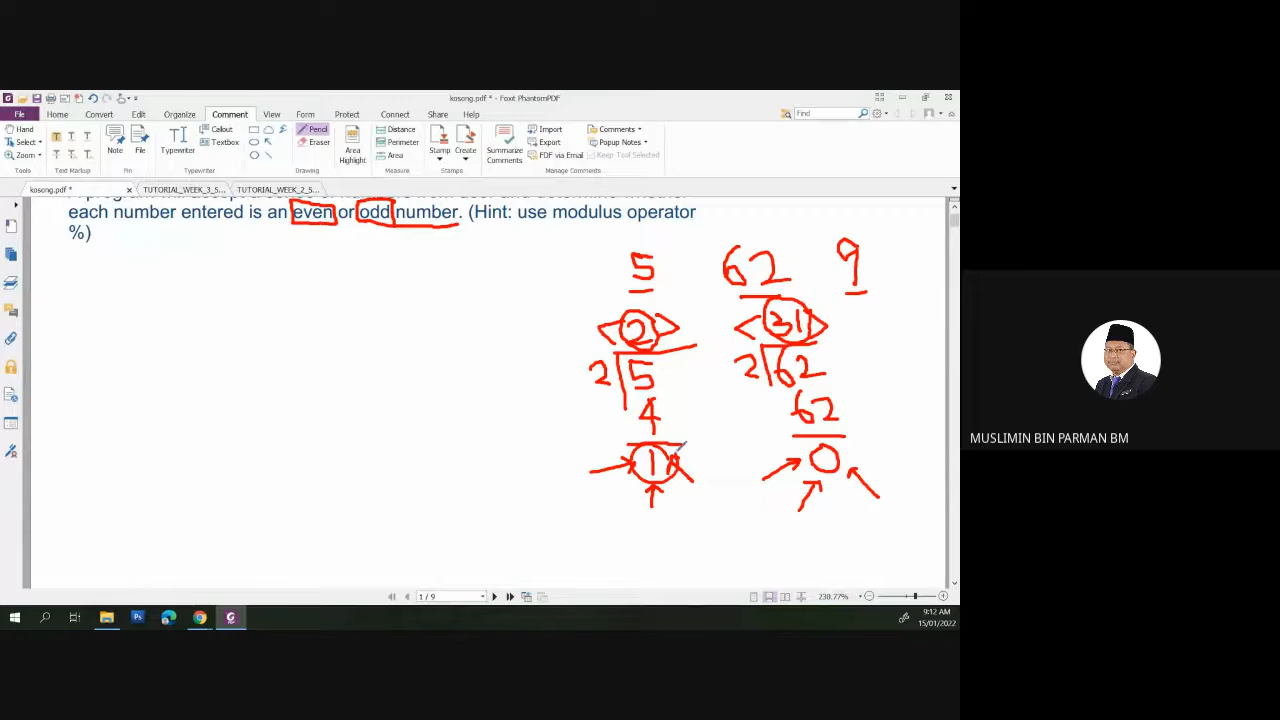 kosong.pdf * - Foxit PhantomPDF
File Home Convert Edit Organize Comment View Form Protect Share Help Find
Hand Callout Pencil Distance Import Comments
Select Note File Typewriter Textbox Eraser Area Highlight Perimeter Stamp Create Summarize Comments Export Popup Notes
Zoom Area FDF via Email Keep Tool Selected
Tools Text Markup Pin Typewriter Drawing Measure Stamps Manage Comments
kosong.pdf * TUTORIAL_WEEK_3_S... TUTORIAL_WEEK_2_S...
each number entered is an even or odd number. (Hint: use modulus operator
%)
5 62 9
2 31
2 5 2 62
4 62
1 0
MUSLIMIN BIN PARMAN BM
1 / 9 230.77%
9:12 AM
15/01/2022